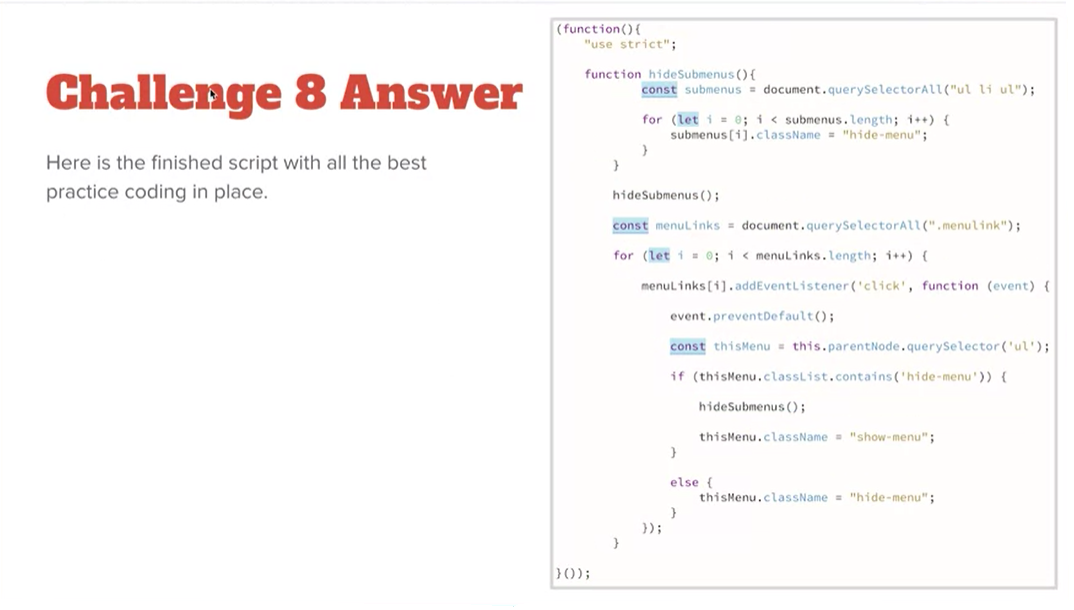 Challenge 8 Answer
Here is the finished script with all the best
practice coding in place.
(function(){
"use strict";
function hideSubmenus(){
const submenus = document.querySelectorAll("ul li ul");
for (let i = 0; i < submenus.length; i++) {
submenus[i].className = "hide-menu";
}
}
hideSubmenus();
const menuLinks = document.querySelectorAll(".menulink");
for (let i = 0; i < menuLinks.length; i++) {
menuLinks[i].addEventListener('click', function (event) {
event.preventDefault();
const thisMenu = this.parentNode.querySelector('ul');
if (thisMenu.classList.contains('hide-menu')) {
hideSubmenus();
thisMenu.className = "show-menu";
}
else {
thisMenu.className = "hide-menu";
}
});
}
}());